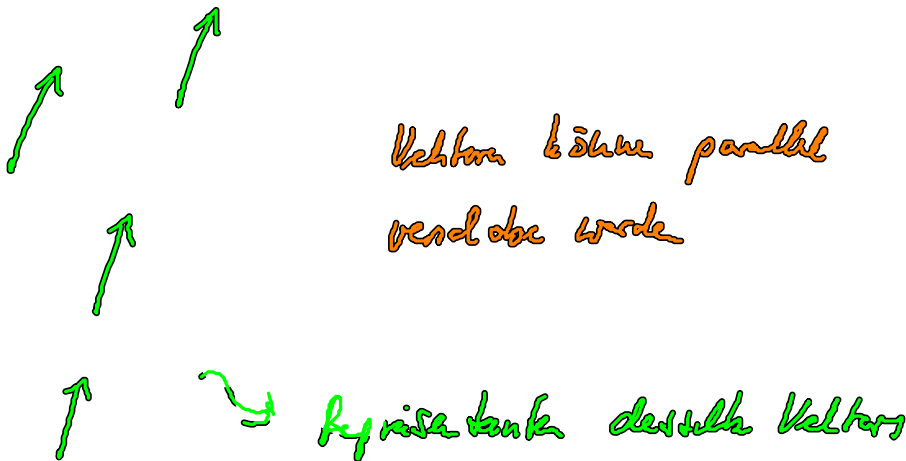 Vektoren können parallel
verschoben werden
Repräsentanten desselben Vektors